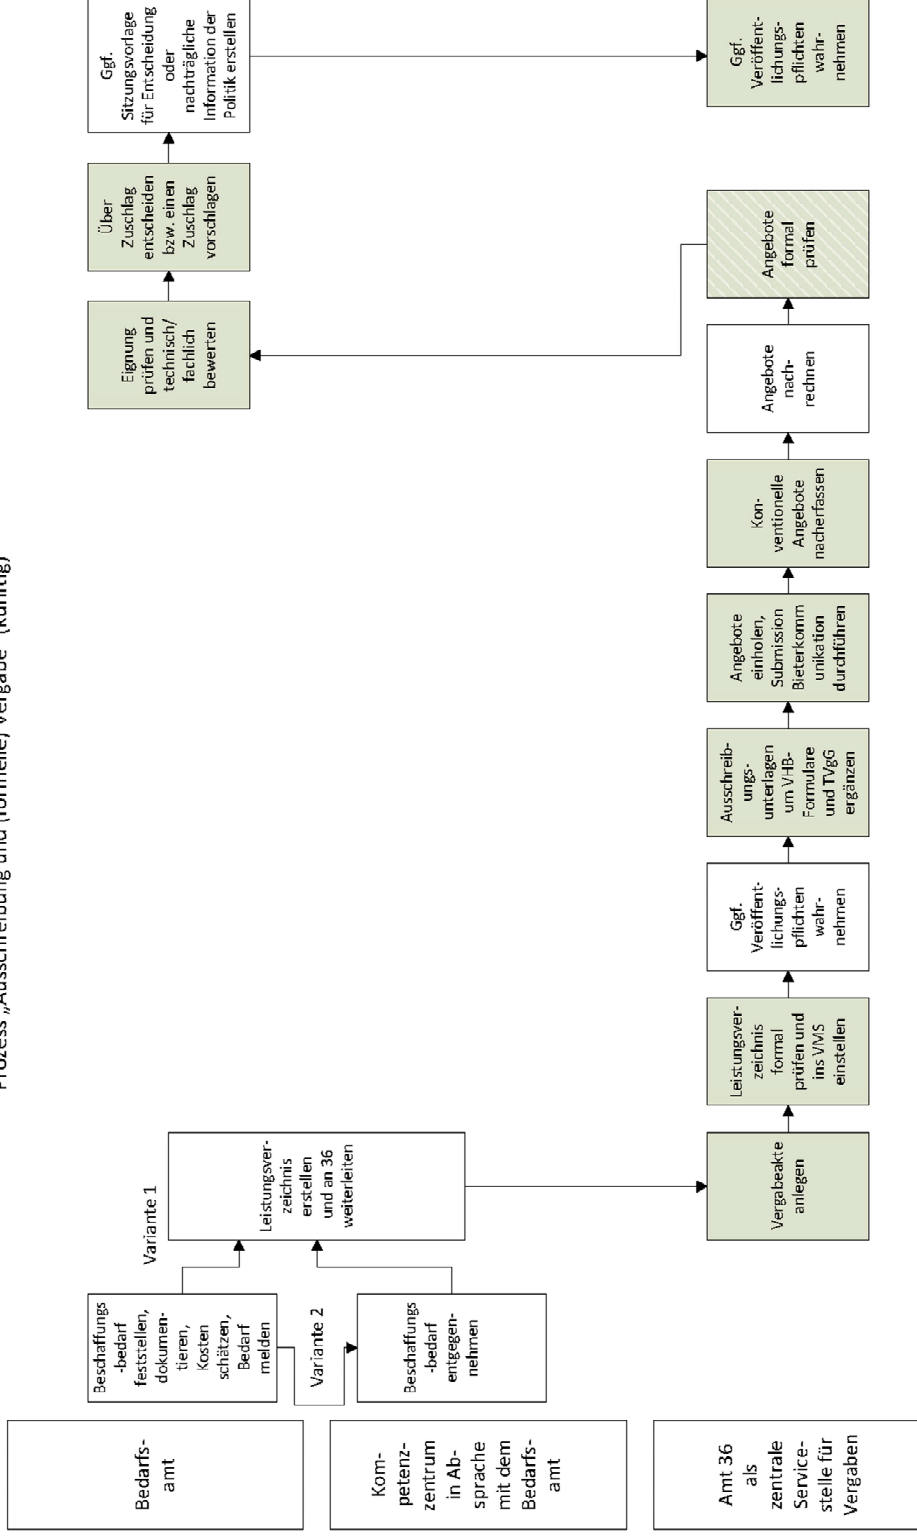 Prozess „Ausschreibung und (formelle) Vergabe“ (künftig)
Bedarfs-
amt
Kom-
petenz-
zentrum
in Ab-
sprache
mit dem
Bedarfs-
amt
Amt 36
als
zentrale
Service-
stelle für
Vergaben
Beschaffungs
-bedarf
feststellen,
dokumen-
tieren,
Kosten
schätzen,
Bedarf
melden
Variante 1
Variante 2
Beschaffungs
-bedarf
entgegen-
nehmen
Leistungsver-
zeichnis
erstellen
und an 36
weiterleiten
Vergabeakte
anlegen
Leistungsver-
zeichnis
formal
prüfen und
ins VMS
einstellen
Ggf.
Veröffent-
lichungs-
pflichten
wahr-
nehmen
Ausschreib-
ungs-
unterlagen
um VHB-
Formulare
und TVgG
ergänzen
Angebote
einholen,
Submission
Bieterkomm
unikation
durchführen
Kon-
ventionelle
Angebote
nacherfassen
Angebote
nach-
rechnen
Angebote
formal
prüfen
Eignung
prüfen und
technisch/
fachlich
bewerten
Über
Zuschlag
entscheiden
bzw. einen
Zuschlag
vorschlagen
Ggf.
Sitzungsvorlage
für Entscheidung
oder
nachträgliche
Information der
Politik erstellen
Ggf.
Veröffent-
lichungs-
pflichten
wahr-
nehmen